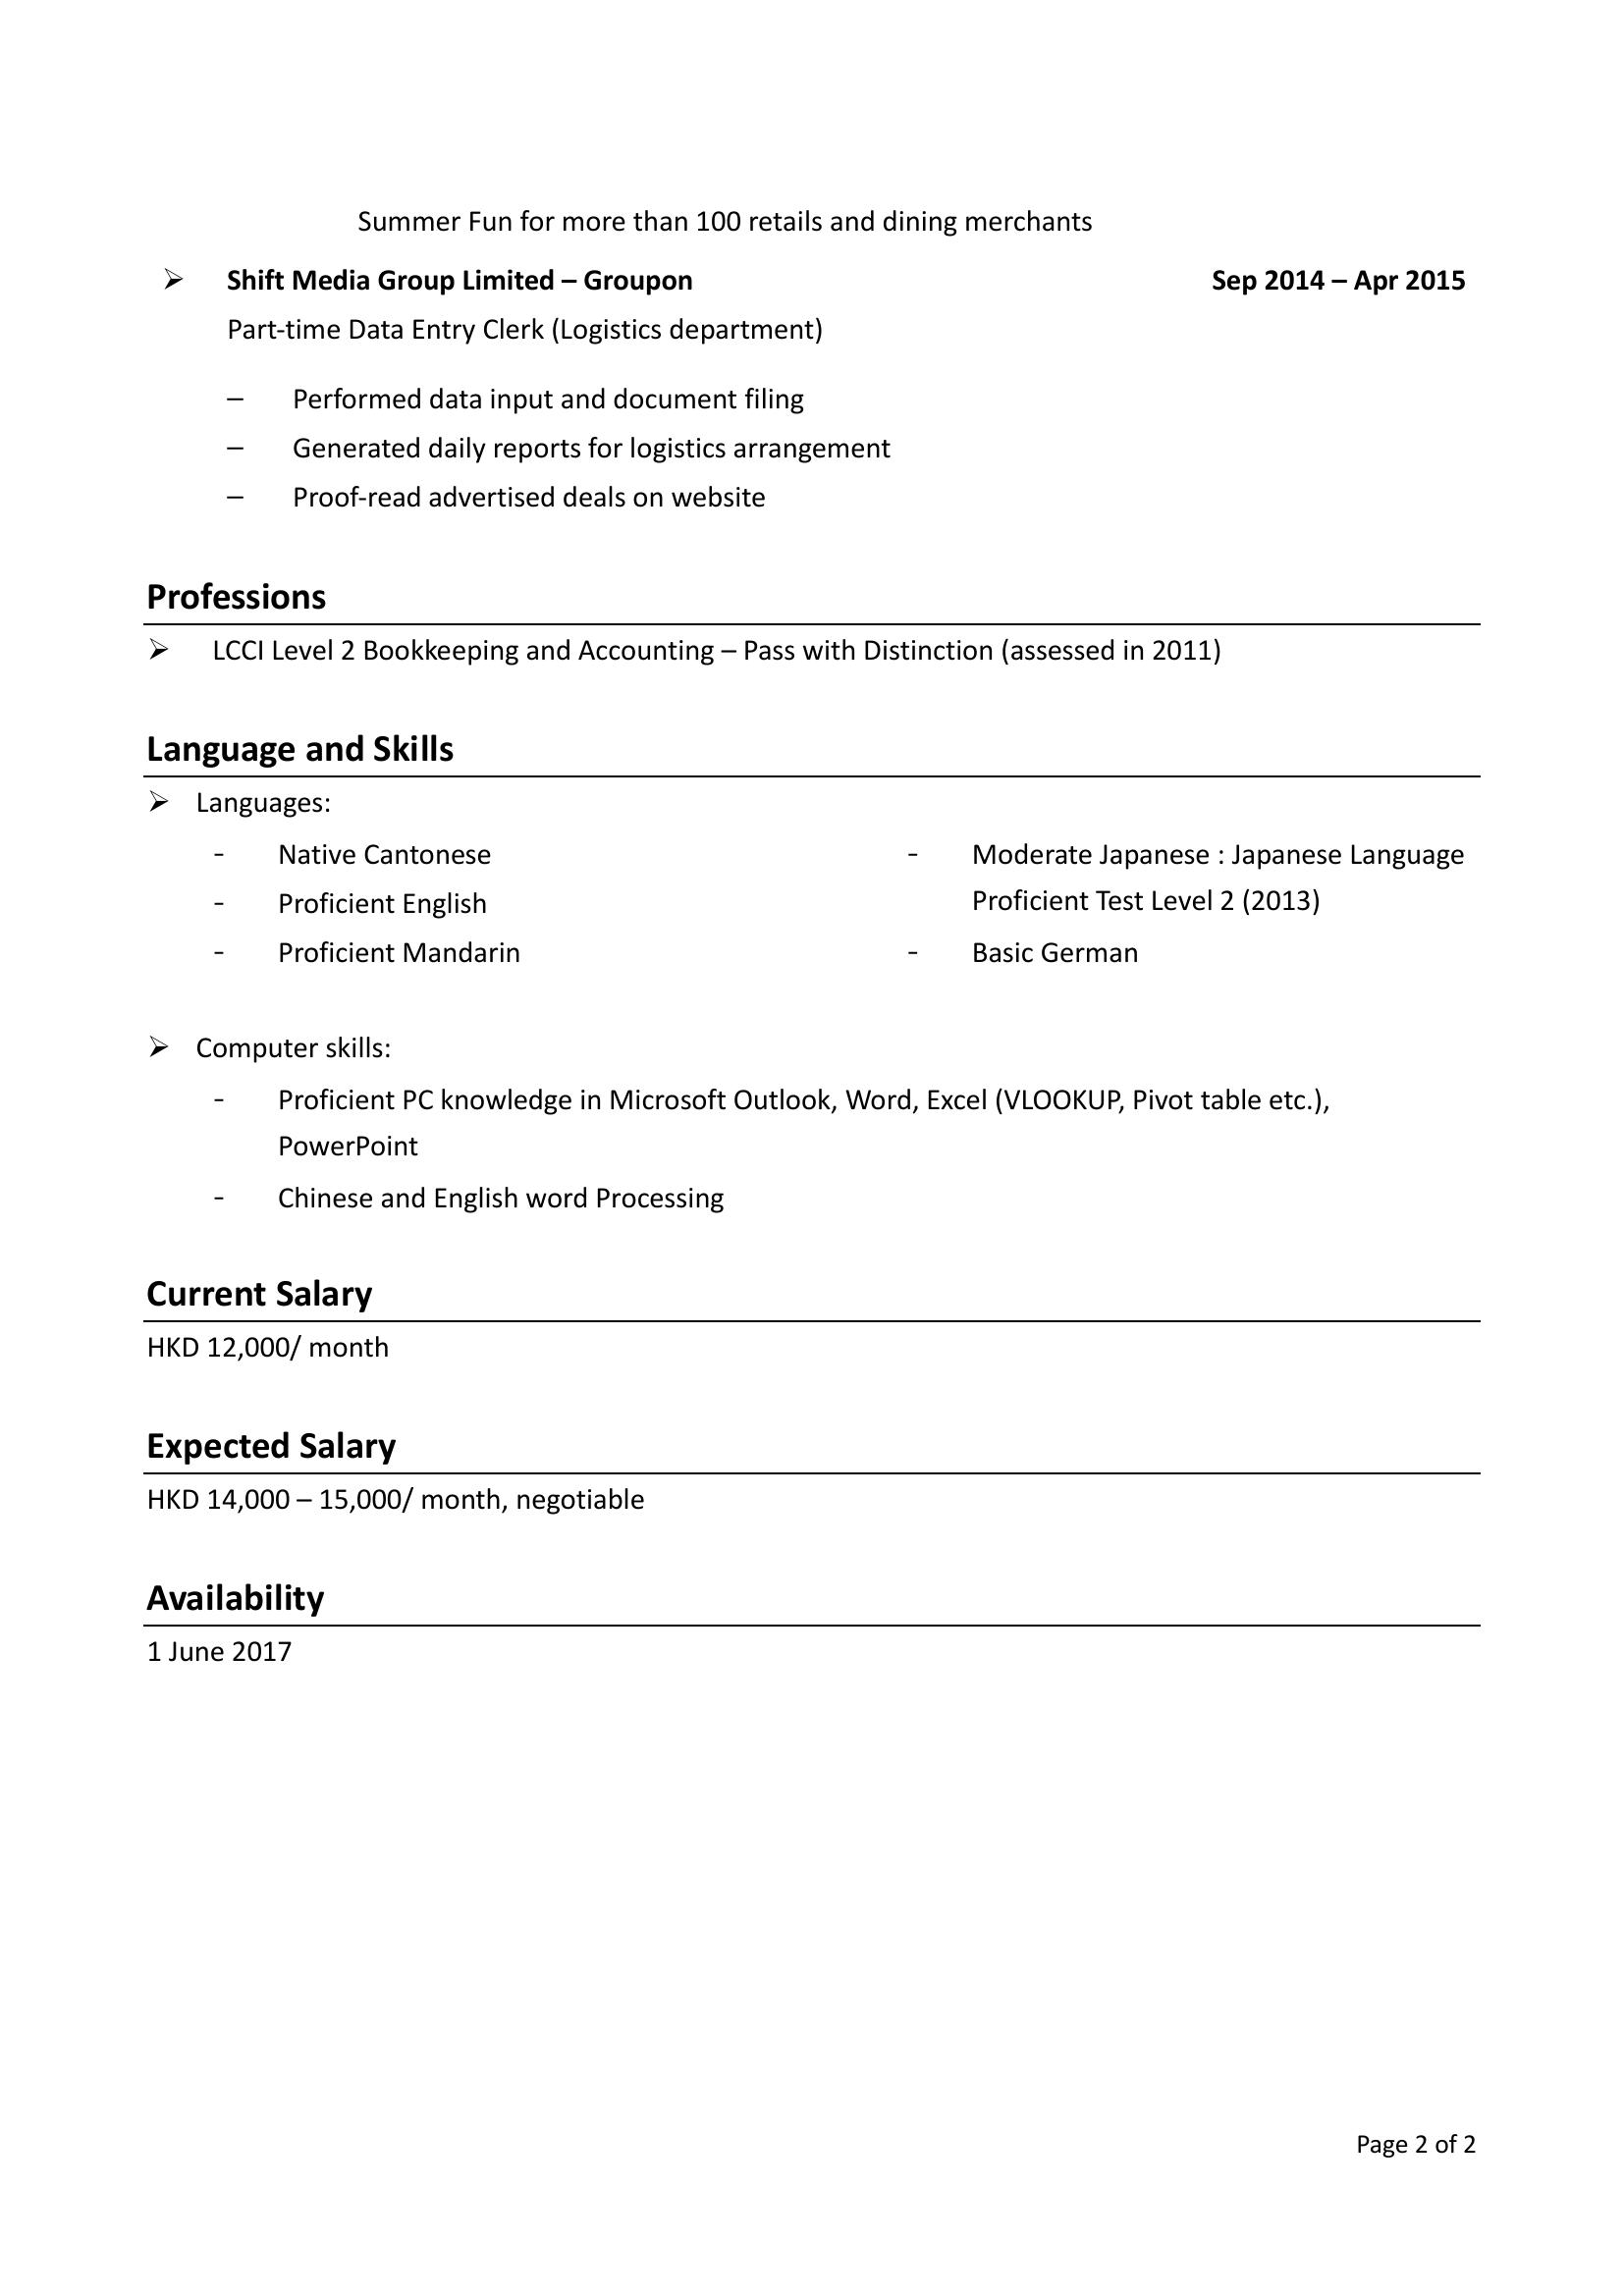 Summer Fun for more than 100 retails and dining merchants
➢ Shift Media Group Limited – Groupon Sep 2014 – Apr 2015
Part-time Data Entry Clerk (Logistics department)
– Performed data input and document filing
– Generated daily reports for logistics arrangement
– Proof-read advertised deals on website
Professions
➢ LCCI Level 2 Bookkeeping and Accounting – Pass with Distinction (assessed in 2011)
Language and Skills
➢ Languages:
- Native Cantonese
- Proficient English
- Proficient Mandarin
- Moderate Japanese : Japanese Language
Proficient Test Level 2 (2013)
- Basic German
➢ Computer skills:
- Proficient PC knowledge in Microsoft Outlook, Word, Excel (VLOOKUP, Pivot table etc.),
PowerPoint
- Chinese and English word Processing
Current Salary
HKD 12,000/ month
Expected Salary
HKD 14,000 – 15,000/ month, negotiable
Availability
1 June 2017
Page 2 of 2